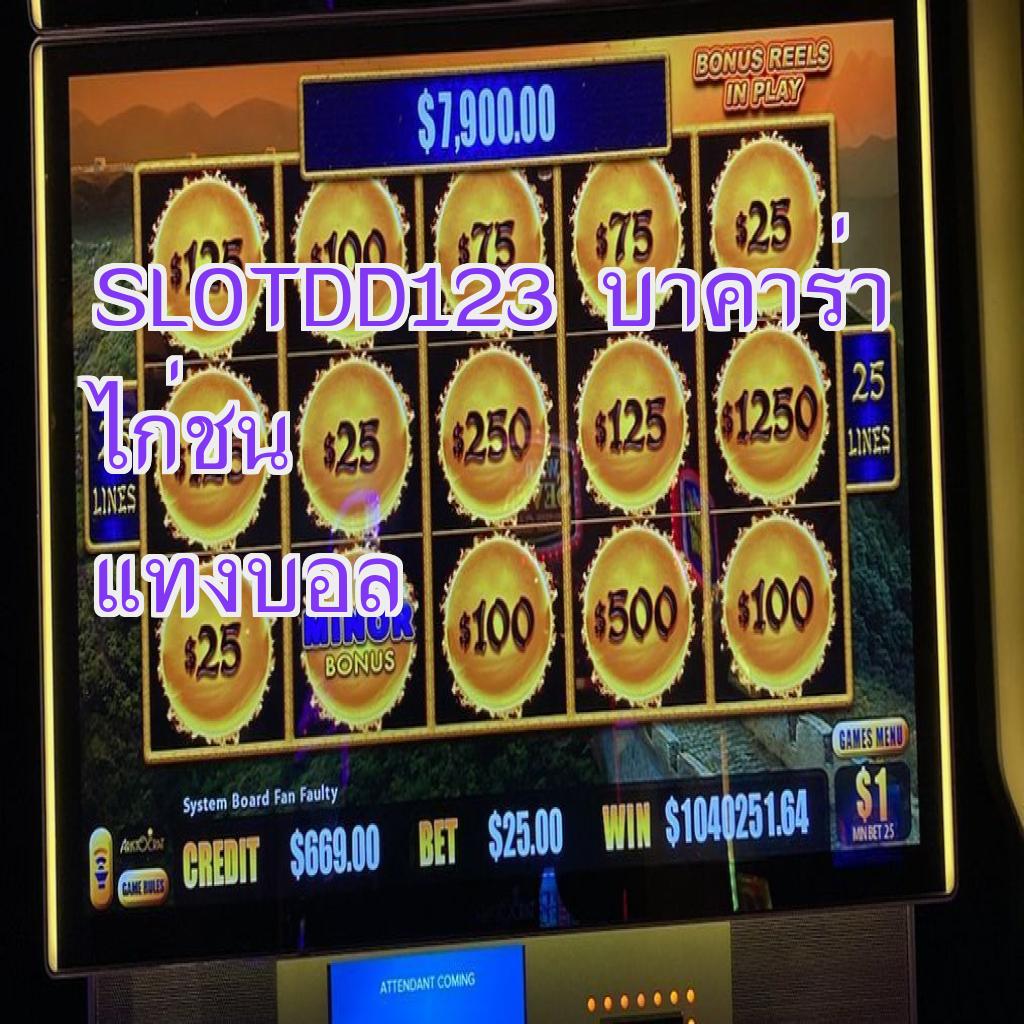 BONUS REELS
IN PLAY
$7,900.00
$125 $100 $75 $75 $25
SLOTDD123 บาคาร่า
ไก่ชน
แทงบอล
$25 $250 $125 $1250
25
LINES
LINES
$25 MINOR $100 $500 $100
BONUS
GAMES MENU
System Board Fan Faulty
$1
MIN BET 25
ARISTOCRAT
GAME RULES
CREDIT $669.00 BET $25.00 WIN $1040251.64
ATTENDANT COMING